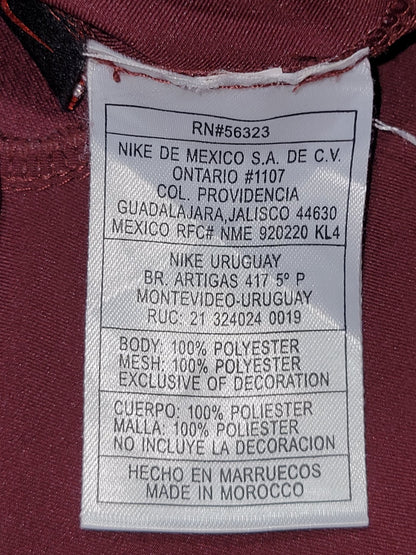 RN#56323
NIKE DE MEXICO S.A. DE C.V.
ONTARIO #1107
COL. PROVIDENCIA
GUADALAJARA,JALISCO 44630
MEXICO RFC# NME 920220 KL4
NIKE URUGUAY
BR. ARTIGAS 417 5º P
MONTEVIDEO-URUGUAY
RUC: 21 324024 0019
BODY: 100% POLYESTER
MESH: 100% POLYESTER
EXCLUSIVE OF DECORATION
CUERPO: 100% POLIESTER
MALLA: 100% POLIESTER
NO INCLUYE LA DECORACION
HECHO EN MARRUECOS
MADE IN MOROCCO